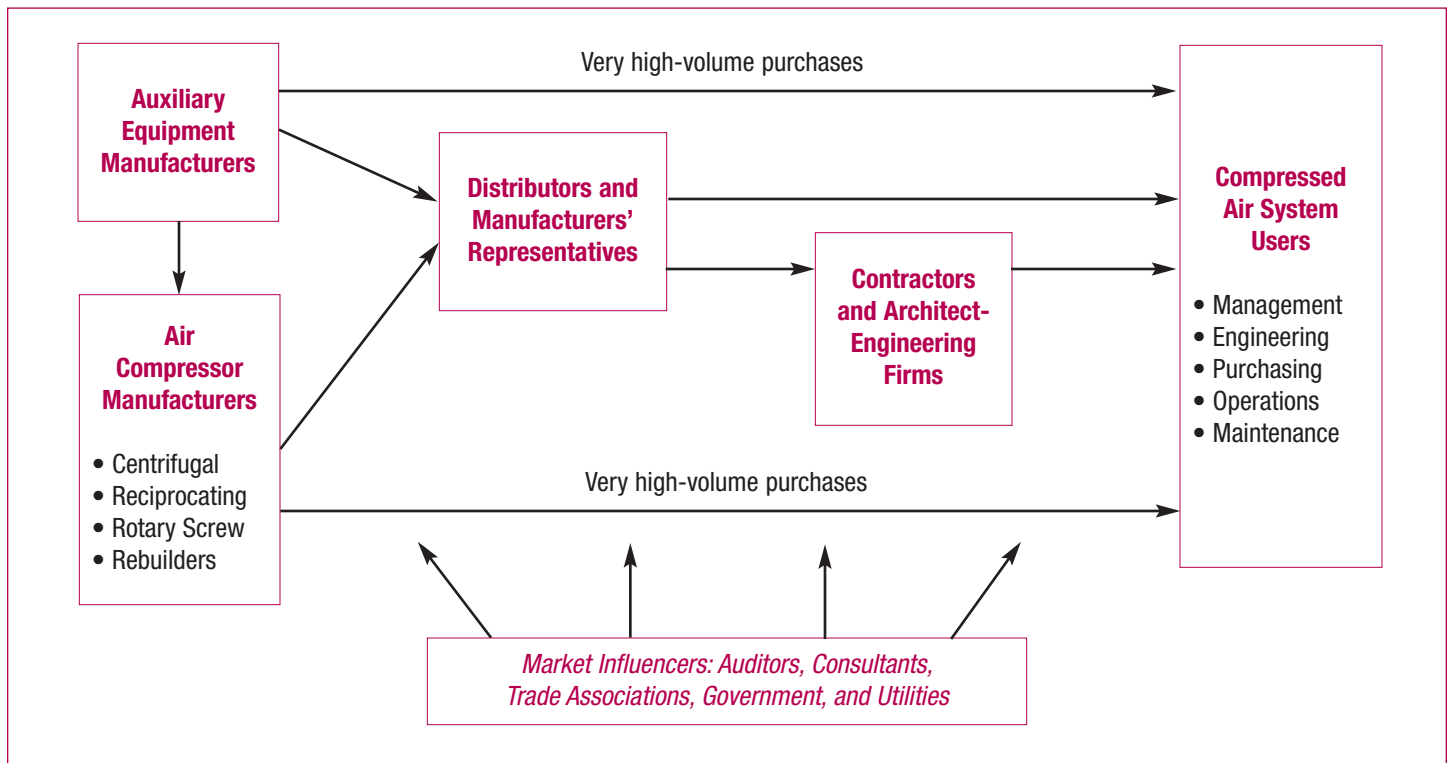 Very high-volume purchases
Auxiliary
Equipment
Manufacturers
Distributors and
Manufacturers’
Representatives
Contractors
and Architect-
Engineering
Firms
Compressed
Air System
Users
• Management
• Engineering
• Purchasing
• Operations
• Maintenance
Air
Compressor
Manufacturers
• Centrifugal
• Reciprocating
• Rotary Screw
• Rebuilders
Very high-volume purchases
Market Influencers: Auditors, Consultants,
Trade Associations, Government, and Utilities